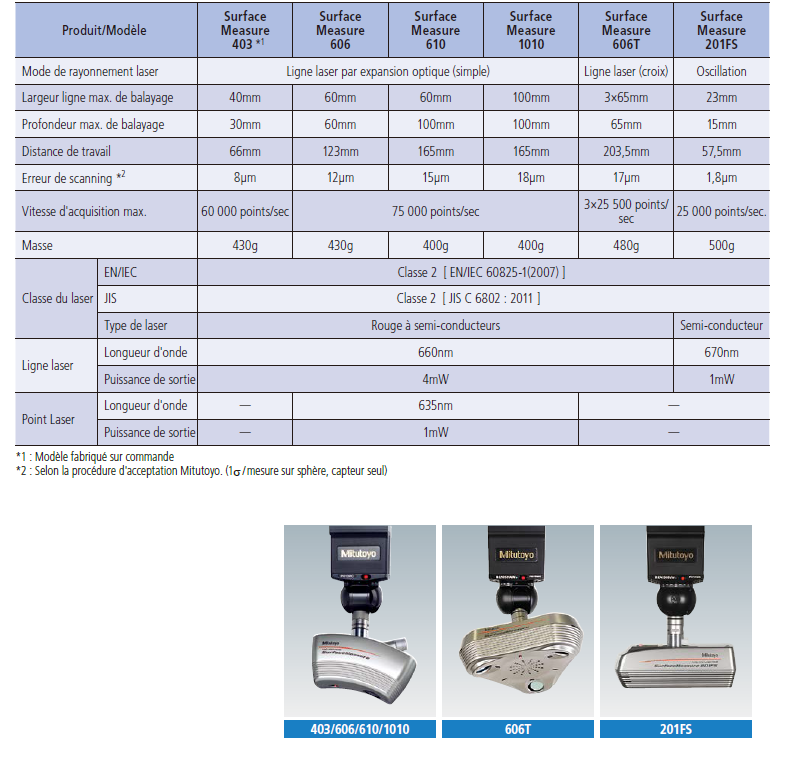 Produit/Modèle Surface Measure 403 *1 Surface Measure 606 Surface Measure 610 Surface Measure 1010 Surface Measure 606T Surface Measure 201FS
Mode de rayonnement laser Ligne laser par expansion optique (simple) Ligne laser (croix) Oscillation
Largeur ligne max. de balayage 40mm 60mm 60mm 100mm 3×65mm 23mm
Profondeur max. de balayage 30mm 60mm 100mm 100mm 65mm 15mm
Distance de travail 66mm 123mm 165mm 165mm 203,5mm 57,5mm
Erreur de scanning *2 8µm 12µm 15µm 18µm 17µm 1,8µm
Vitesse d'acquisition max. 60 000 points/sec 75 000 points/sec 3×25 500 points/sec 25 000 points/sec.
Masse 430g 430g 400g 400g 480g 500g
Classe du laser EN/IEC Classe 2 [ EN/IEC 60825-1(2007) ]
JIS Classe 2 [ JIS C 6802 : 2011 ]
Type de laser Rouge à semi-conducteurs Semi-conducteur
Ligne laser Longueur d'onde 660nm 670nm
Puissance de sortie 4mW 1mW
Point Laser Longueur d'onde — 635nm —
Puissance de sortie — 1mW —
*1 : Modèle fabriqué sur commande
*2 : Selon la procédure d'acceptation Mitutoyo. (1σ/mesure sur sphère, capteur seul)
Mitutoyo Mitutoyo Mitutoyo
RENISHAW RENISHAW
Mitutoyo Mitutoyo Mitutoyo
SurfaceMeasure SurfaceMeasure SurfaceMeasure 201FS
403/606/610/1010 606T 201FS